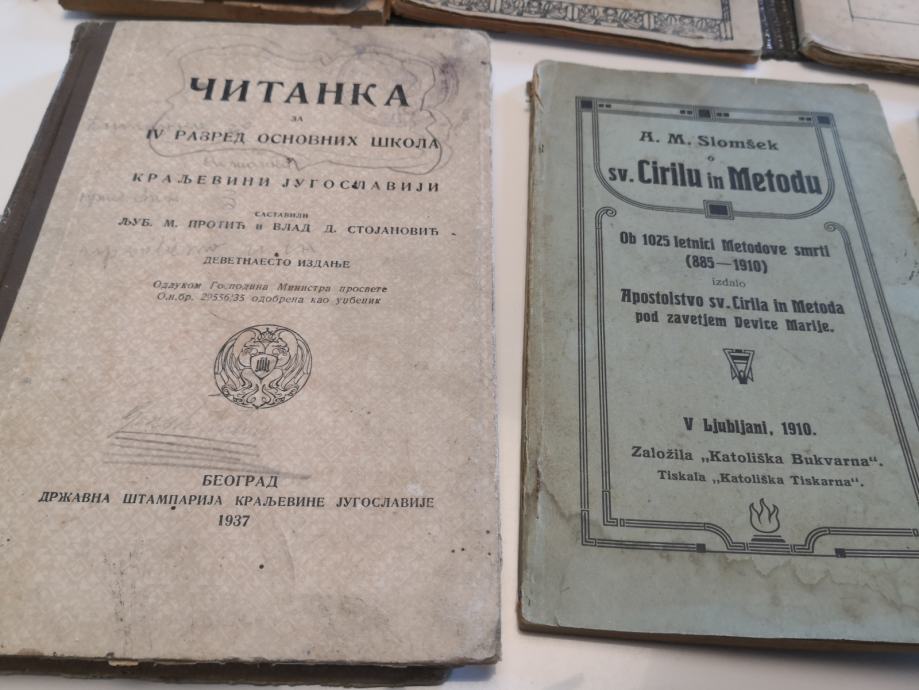 ЧИТАНКА
ЗА
IV РАЗРЕД ОСНОВНИХ ШКОЛА
КРАЉЕВИНИ ЈУГОСЛАВИЈИ
САСТАВИЛИ
ЉУБ. М. ПРОТИЋ и ВЛАД Д. СТОЈАНОВИЋ
ДЕВЕТНАЕСТО ИЗДАЊЕ
Одлуком Господина Министра просвете
О.н.бр. 29556/35 одобрена као уџбеник
БЕОГРАД
ДРЖАВНА ШТАМПАРИЈА КРАЉЕВИНЕ ЈУГОСЛАВИЈЕ
1937
A. M. Slomšek
o
sv. Cirilu in Metodu
Ob 1025 letnici Metodove smrti
(885—1910)
izdalo
Apostolstvo sv. Cirila in Metoda
pod zavetjem Device Marije.
V Ljubljani, 1910.
Založila „Katoliška Bukvarna“.
Tiskala „Katoliška Tiskarna“.